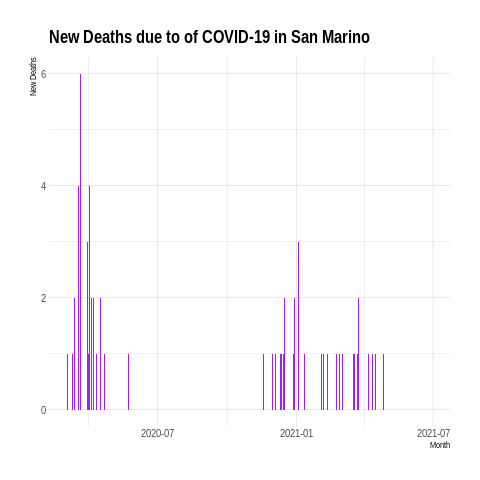 New Deaths due to of COVID-19 in San Marino
New Deaths
6
4
2
0
2020-07 2021-01 2021-07
Month